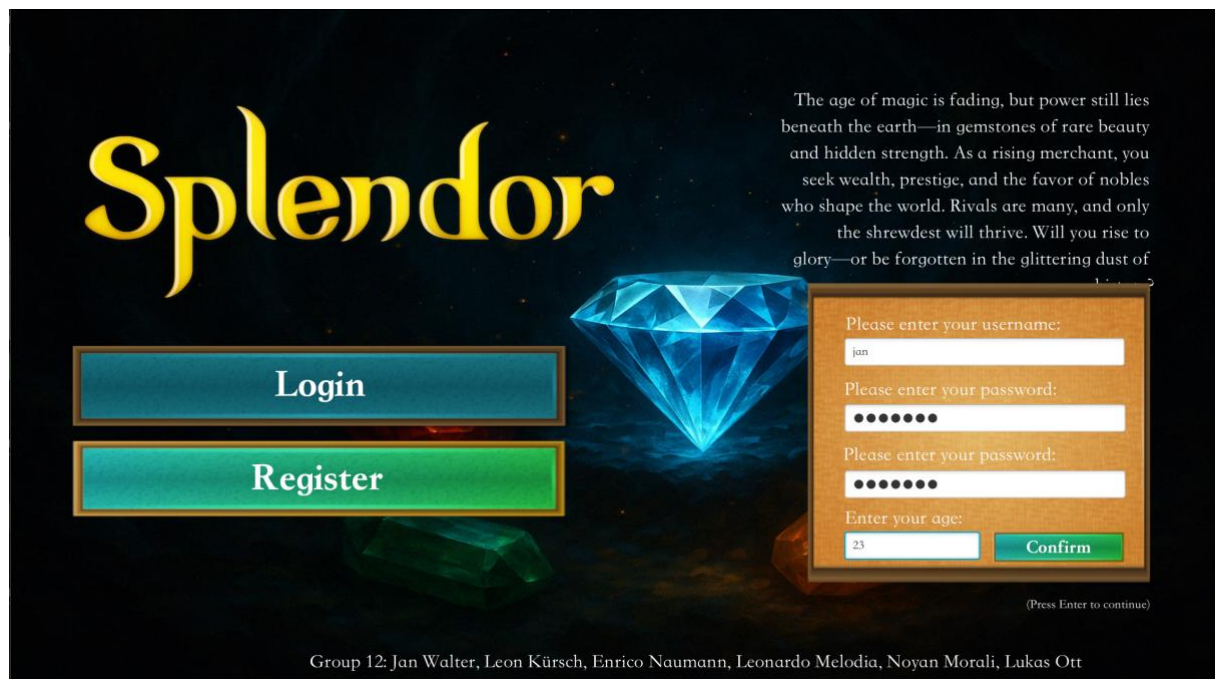 Splendor
The age of magic is fading, but power still lies
beneath the earth—in gemstones of rare beauty
and hidden strength. As a rising merchant, you
seek wealth, prestige, and the favor of nobles
who shape the world. Rivals are many, and only
the shrewdest will thrive. Will you rise to
glory—or be forgotten in the glittering dust of
Login
Register
Please enter your username:
jan
Please enter your password:
●●●●●●●
Please enter your password:
●●●●●●●
Enter your age:
23
Confirm
(Press Enter to continue)
Group 12: Jan Walter, Leon Kürsch, Enrico Naumann, Leonardo Melodia, Noyan Morali, Lukas Ott